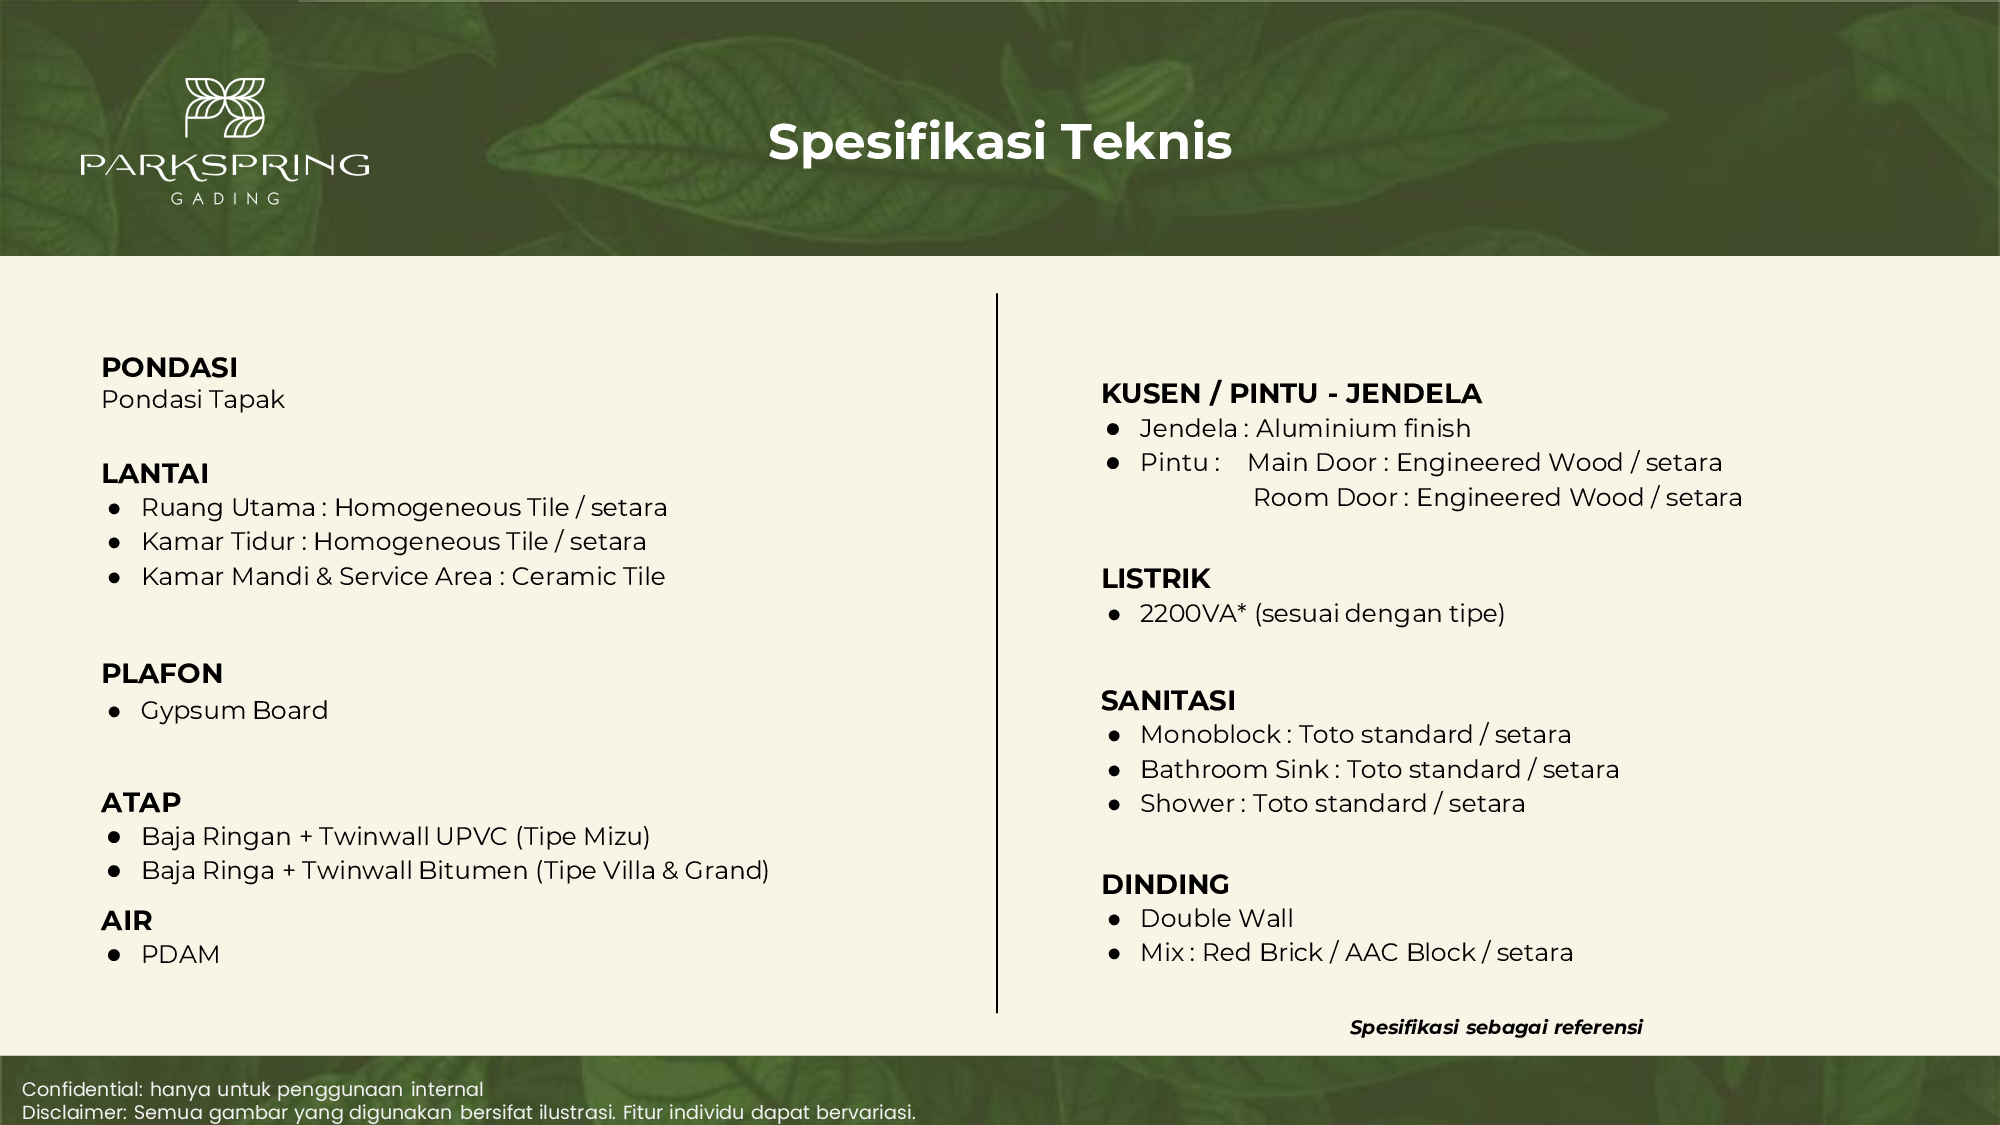 PARKSPRING
GADING
Spesifikasi Teknis
PONDASI
Pondasi Tapak
LANTAI
● Ruang Utama : Homogeneous Tile / setara
● Kamar Tidur : Homogeneous Tile / setara
● Kamar Mandi & Service Area : Ceramic Tile
PLAFON
● Gypsum Board
ATAP
● Baja Ringan + Twinwall UPVC (Tipe Mizu)
● Baja Ringa + Twinwall Bitumen (Tipe Villa & Grand)
AIR
● PDAM
KUSEN / PINTU - JENDELA
● Jendela : Aluminium finish
● Pintu : Main Door : Engineered Wood / setara
Room Door : Engineered Wood / setara
LISTRIK
● 2200VA* (sesuai dengan tipe)
SANITASI
● Monoblock : Toto standard / setara
● Bathroom Sink : Toto standard / setara
● Shower : Toto standard / setara
DINDING
● Double Wall
● Mix : Red Brick / AAC Block / setara
Spesifikasi sebagai referensi
Confidential: hanya untuk penggunaan internal
Disclaimer: Semua gambar yang digunakan bersifat ilustrasi. Fitur individu dapat bervariasi.